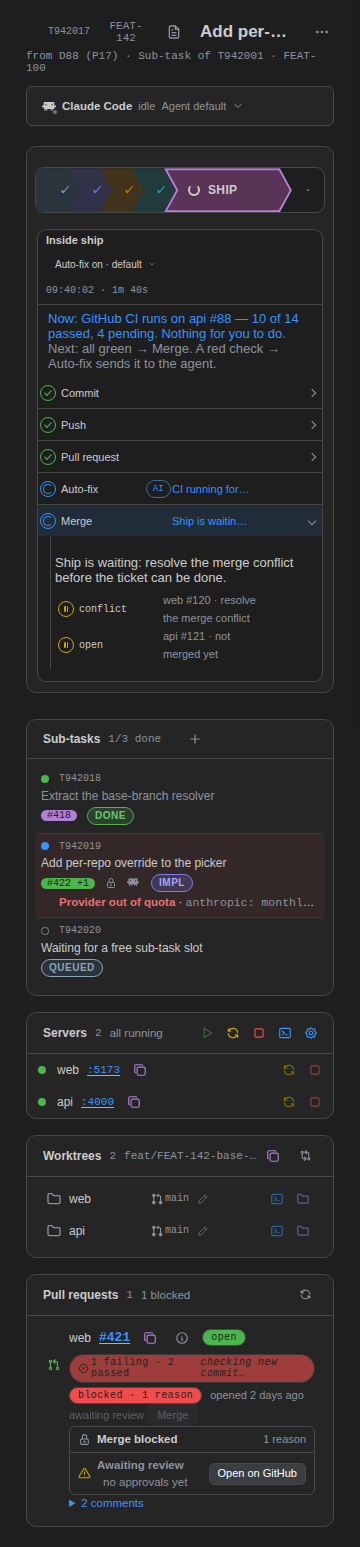 T942017 FEAT-142 Add per-…
from D88 (P17) · Sub-task of T942001 · FEAT-100
Claude Code idle Agent default
SHIP
Inside ship
Auto-fix on · default
09:40:02 · 1m 40s
Now: GitHub CI runs on api #88 — 10 of 14
passed, 4 pending. Nothing for you to do.
Next: all green → Merge. A red check →
Auto-fix sends it to the agent.
Commit
Push
Pull request
Auto-fix AI CI running for…
Merge Ship is waitin…
Ship is waiting: resolve the merge conflict
before the ticket can be done.
conflict web #120 · resolve
the merge conflict
open api #121 · not
merged yet
Sub-tasks 1/3 done
T942018
Extract the base-branch resolver
#418 DONE
T942019
Add per-repo override to the picker
#422 +1 IMPL
Provider out of quota · anthropic: monthl…
T942020
Waiting for a free sub-task slot
QUEUED
Servers 2 all running
web :5173
api :4000
Worktrees 2 feat/FEAT-142-base-…
web main
api main
Pull requests 1 1 blocked
web #421 open
1 failing · 2 passed checking new commit…
blocked · 1 reason opened 2 days ago
awaiting review Merge
Merge blocked 1 reason
Awaiting review
no approvals yet Open on GitHub
2 comments